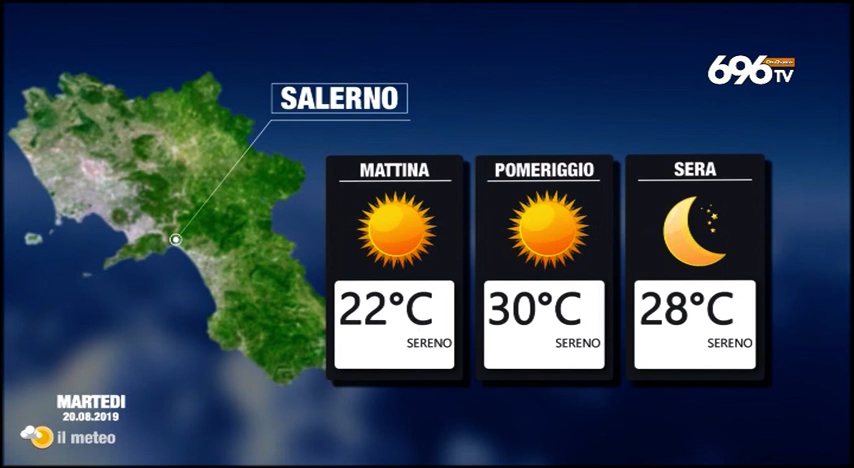 696
TV
SALERNO
MATTINA
POMERIGGIO
SERA
22°C
SERENO
30°C
SERENO
28°C
SERENO
MARTEDI
20.08.2019
il meteo